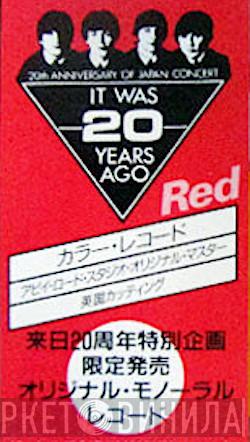 20TH ANNIVERSARY OF JAPAN CONCERT
IT WAS
20
YEARS
AGO
Red
カラー・レコード
アビイ・ロード・スタジオ・オリジナル・マスター
英国カッティング
来日20周年特別企画
限定発売
オリジナル・モノーラル
レコード